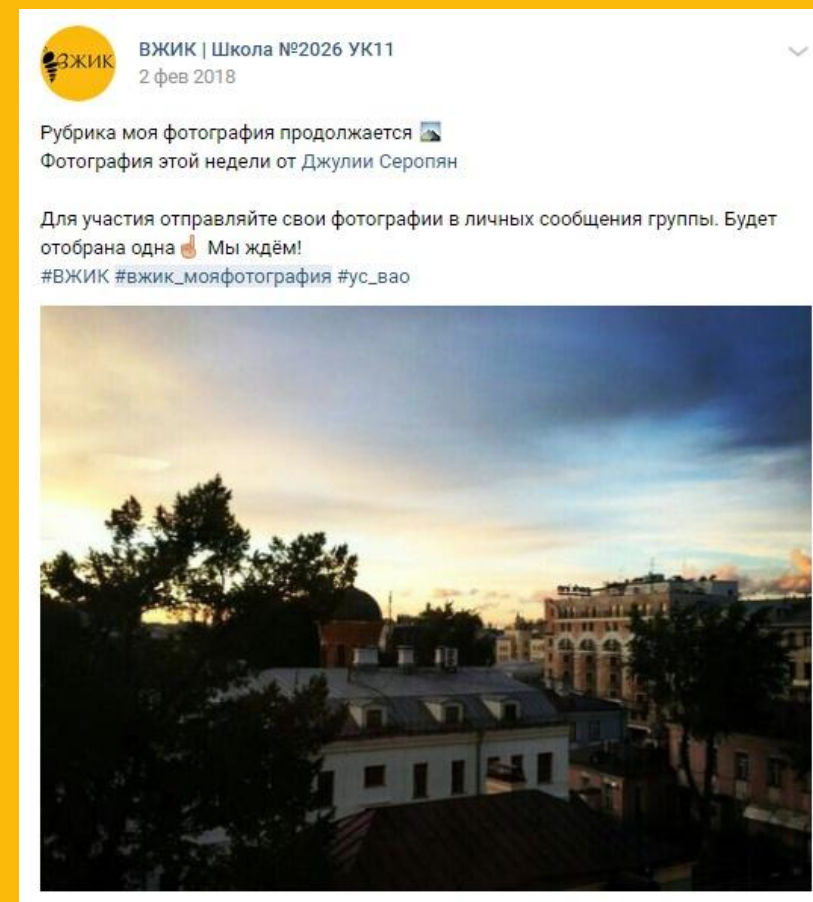 ВЖИК
ВЖИК | Школа №2026 УК11
2 фев 2018
Рубрика моя фотография продолжается
Фотография этой недели от Джулии Серопян
Для участия отправляйте свои фотографии в личных сообщения группы. Будет
отобрана одна☝ Мы ждём!
#ВЖИК #вжик_мояфотография #ус_вао